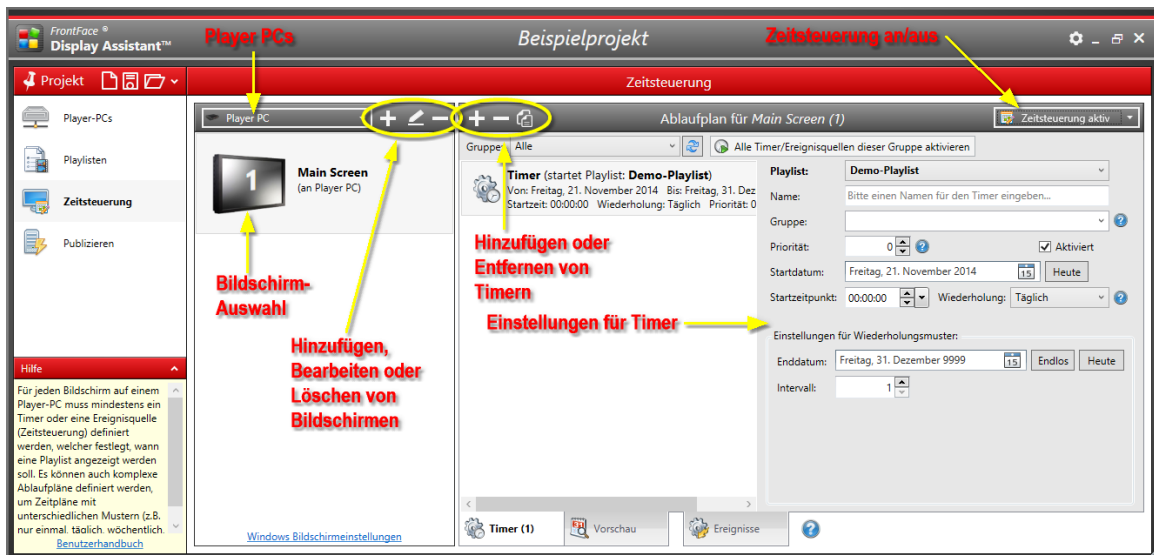 FrontFace ®
Display Assistant™
Player PCs
Beispielprojekt
Zeitsteuerung an/aus
Projekt
Zeitsteuerung
Player-PCs
Playlisten
Zeitsteuerung
Publizieren
Player PC
1
Main Screen
(an Player PC)
Bildschirm-
Auswahl
Hinzufügen,
Bearbeiten oder
Löschen von
Bildschirmen
Windows Bildschirmeinstellungen
Ablaufplan für Main Screen (1)
Zeitsteuerung aktiv
Gruppe:
Alle
Alle Timer/Ereignisquellen dieser Gruppe aktivieren
Timer (startet Playlist: Demo-Playlist)
Von: Freitag, 21. November 2014 Bis: Freitag, 31. Dez
Startzeit: 00:00:00 Wiederholung: Täglich Priorität: 0
Hinzufügen oder
Entfernen von
Timern
Einstellungen für Timer
Playlist:
Demo-Playlist
Name:
Bitte einen Namen für den Timer eingeben...
Gruppe:
Priorität:
0
Aktiviert
Startdatum:
Freitag, 21. November 2014
15
Heute
Startzeitpunkt:
00:00:00
Wiederholung:
Täglich
Einstellungen für Wiederholungsmuster:
Enddatum:
Freitag, 31. Dezember 9999
15
Endlos
Heute
Intervall:
1
Timer (1)
Vorschau
Ereignisse
Hilfe
Für jeden Bildschirm auf einem
Player-PC muss mindestens ein
Timer oder eine Ereignisquelle
(Zeitsteuerung) definiert
werden, welcher festlegt, wann
eine Playlist angezeigt werden
soll. Es können auch komplexe
Ablaufpläne definiert werden,
um Zeitpläne mit
unterschiedlichen Mustern (z.B.
nur einmal, täglich, wöchentlich,
Benutzerhandbuch